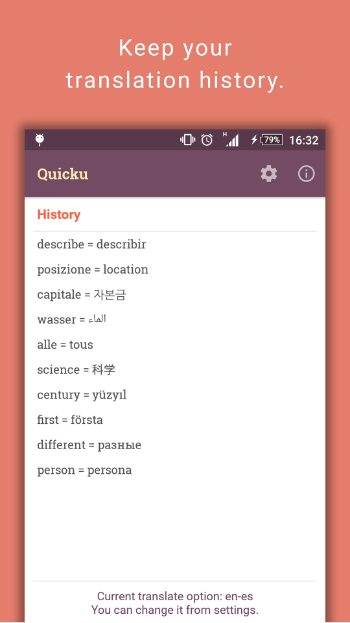 Keep your
translation history.
H
79%
16:32
Quicku
History
describe = describir
posizione = location
capitale = 자본금
wasser = الماء
alle = tous
science = 科学
century = yüzyıl
first = första
different = разные
person = persona
Current translate option: en-es
You can change it from settings.